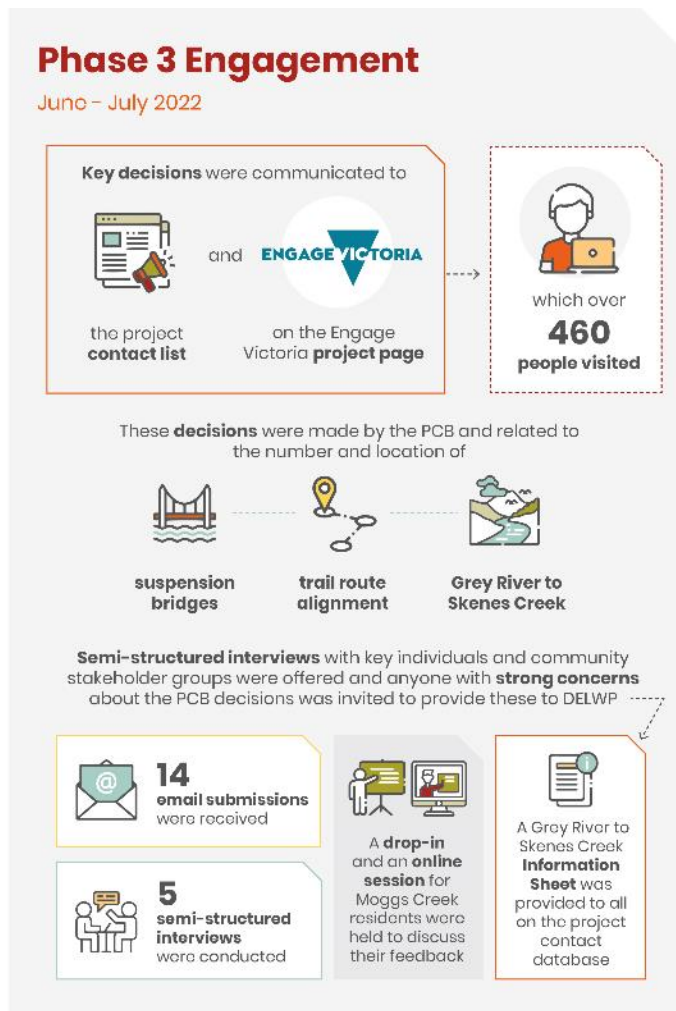 Phase 3 Engagement
June - July 2022
Key decisions were communicated to
and
ENGAGE VICTORIA
the project
contact list
on the Engage
Victoria project page
which over
460
people visited
These decisions were made by the PCB and related to
the number and location of
suspension
bridges
trail route
alignment
Grey River to
Skenes Creek
Semi-structured interviews with key individuals and community
stakeholder groups were offered and anyone with strong concerns
about the PCB decisions was invited to provide these to DELWP
@
14
email submissions
were received
5
semi-structured
interviews
were conducted
A drop-in
and an online
session for
Moggs Creek
residents were
held to discuss
their feedback
i
A Grey River to
Skenes Creek
Information
Sheet was
provided to all
on the project
contact
database